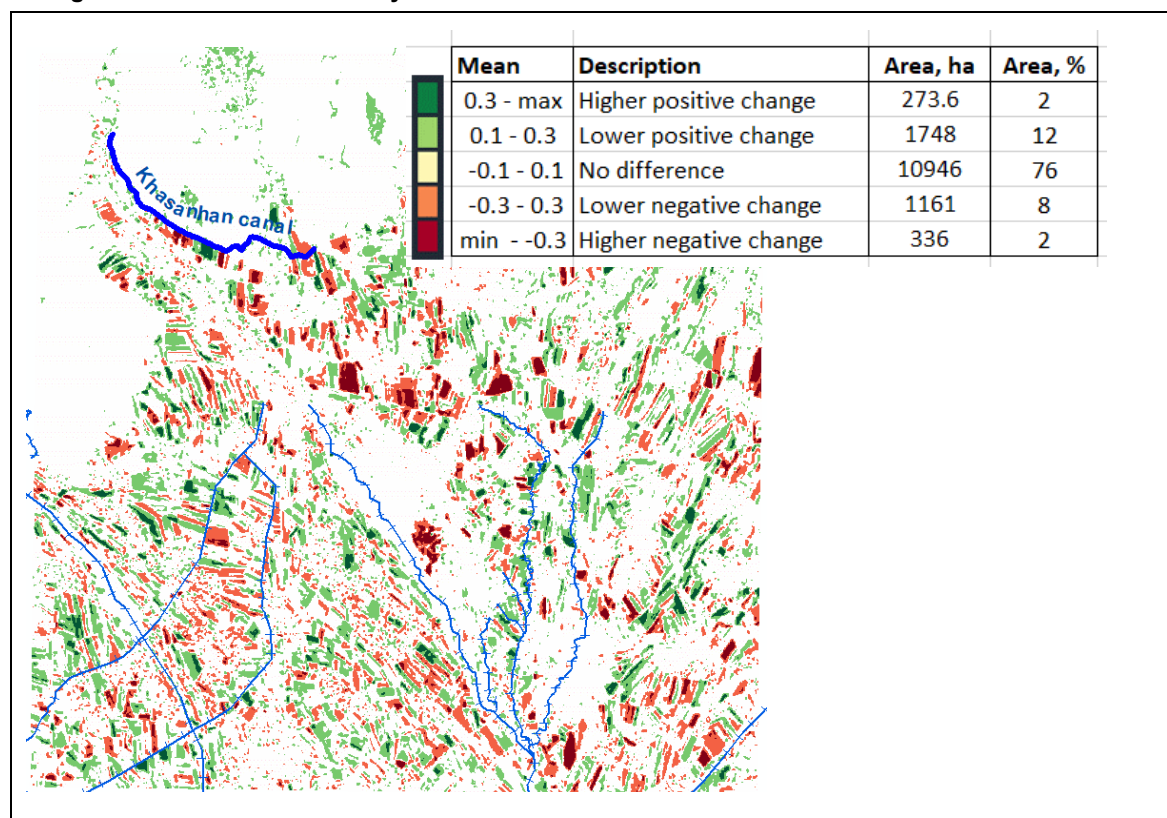 Mean Description Area, ha Area, %
0.3 - max Higher positive change 273.6 2
0.1 - 0.3 Lower positive change 1748 12
-0.1 - 0.1 No difference 10946 76
-0.3 - 0.3 Lower negative change 1161 8
min - -0.3 Higher negative change 336 2
Khasanhan canal